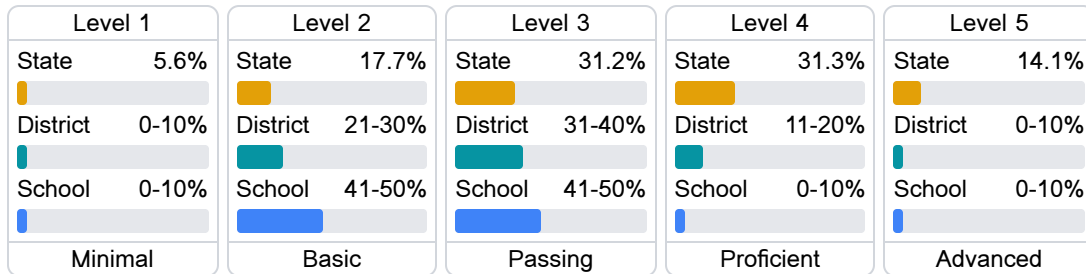 Level 1
State 5.6%
District 0-10%
School 0-10%
Minimal
Level 2
State 17.7%
District 21-30%
School 41-50%
Basic
Level 3
State 31.2%
District 31-40%
School 41-50%
Passing
Level 4
State 31.3%
District 11-20%
School 0-10%
Proficient
Level 5
State 14.1%
District 0-10%
School 0-10%
Advanced